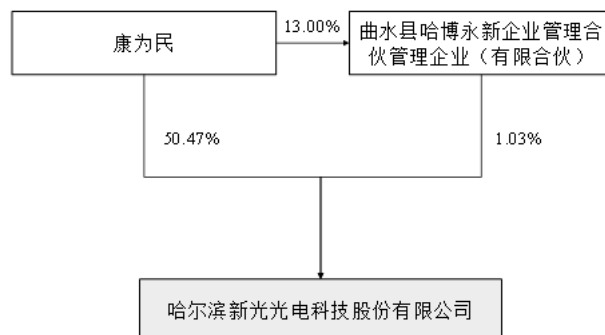 康为民
13.00%
曲水县哈博永新企业管理合
伙管理企业（有限合伙）
50.47%
1.03%
哈尔滨新光光电科技股份有限公司